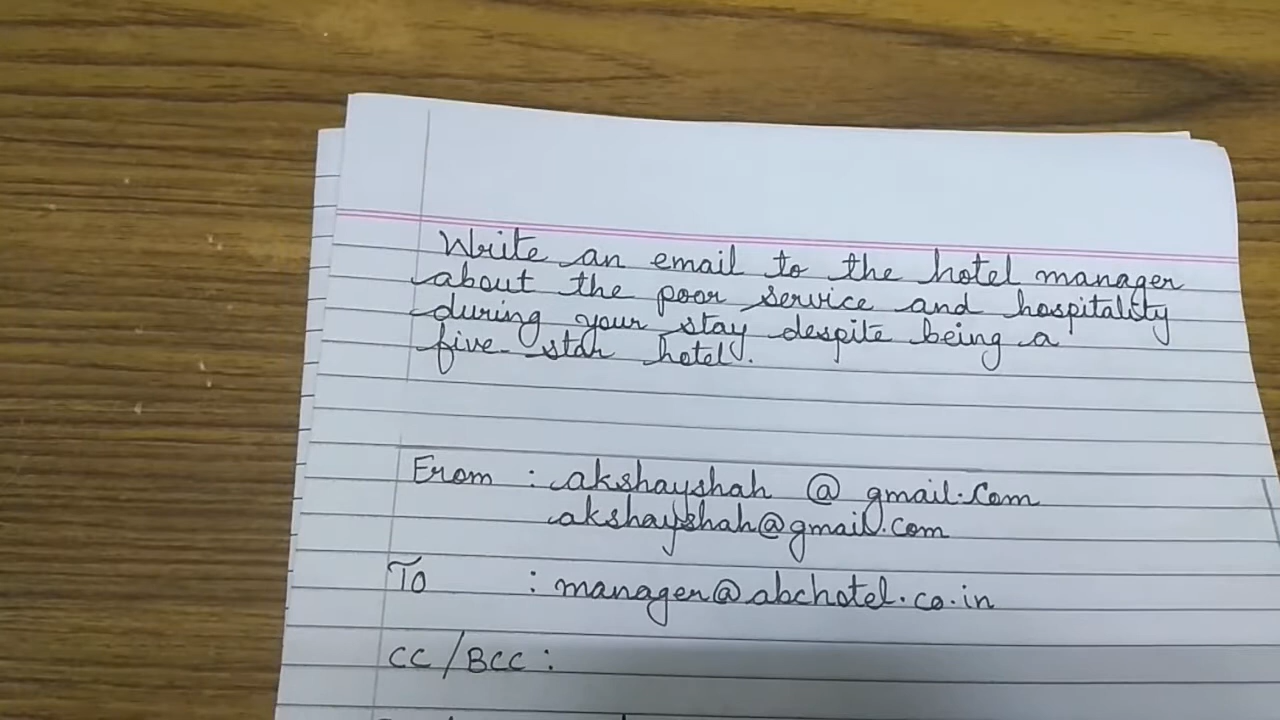 Write an email to the hotel manager
about the poor service and hospitality
during your stay despite being a
five-star hotel.
From : akshayshah @ gmail.com
akshayshah@gmail.com
To : manager@abchotel.co.in
CC/BCC :